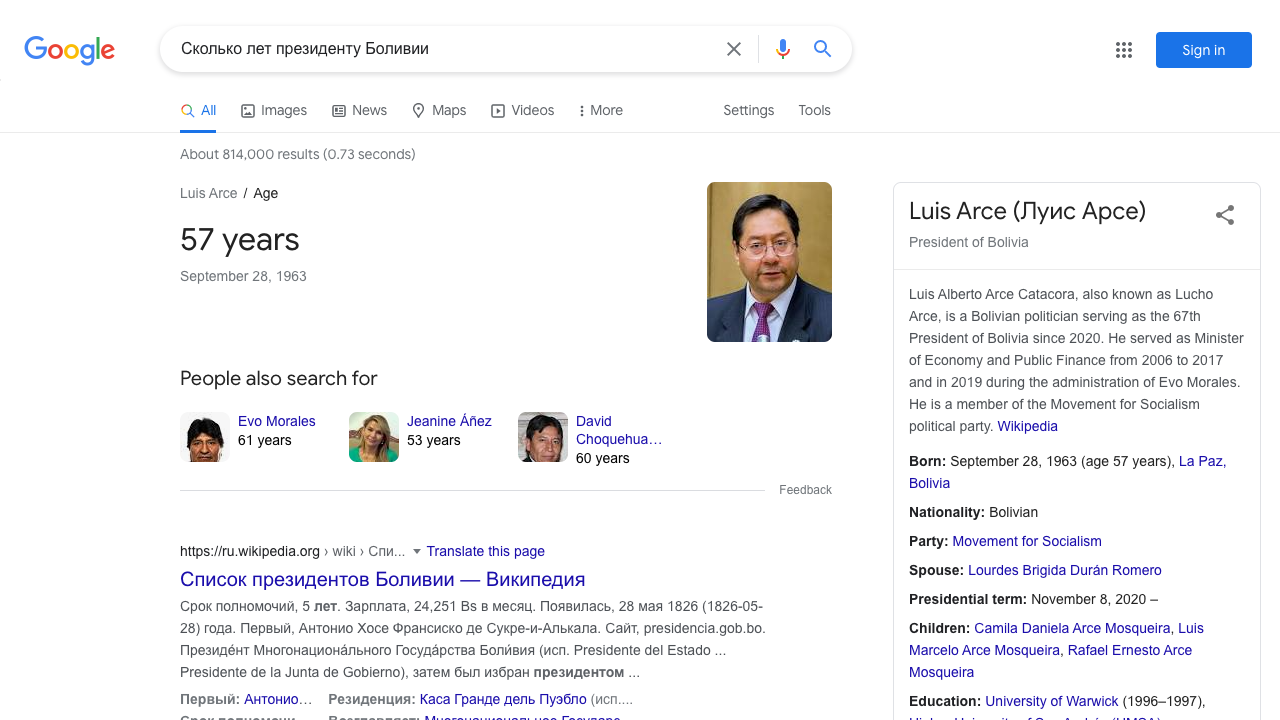 Google
Сколько лет президенту Боливии
Sign in
All Images News Maps Videos More Settings Tools
About 814,000 results (0.73 seconds)
Luis Arce / Age
57 years
September 28, 1963
People also search for
Evo Morales
61 years
Jeanine Áñez
53 years
David
Choquehua…
60 years
Feedback
https://ru.wikipedia.org › wiki › Спи... Translate this page
Список президентов Боливии — Википедия
Срок полномочий, 5 лет. Зарплата, 24,251 Bs в месяц. Появилась, 28 мая 1826 (1826-05-
28) года. Первый, Антонио Хосе Франсиско де Сукре-и-Алькала. Сайт, presidencia.gob.bo.
Президе́нт Многонациона́льного Госуда́рства Боли́вия (исп. Presidente del Estado ...
Presidente de la Junta de Gobierno), затем был избран президентом ...
Первый: Антонио… Резиденция: Каса Гранде дель Пуэбло (исп....
Luis Arce (Луис Арсе)
President of Bolivia
Luis Alberto Arce Catacora, also known as Lucho
Arce, is a Bolivian politician serving as the 67th
President of Bolivia since 2020. He served as Minister
of Economy and Public Finance from 2006 to 2017
and in 2019 during the administration of Evo Morales.
He is a member of the Movement for Socialism
political party. Wikipedia
Born: September 28, 1963 (age 57 years), La Paz,
Bolivia
Nationality: Bolivian
Party: Movement for Socialism
Spouse: Lourdes Brigida Durán Romero
Presidential term: November 8, 2020 –
Children: Camila Daniela Arce Mosqueira, Luis
Marcelo Arce Mosqueira, Rafael Ernesto Arce
Mosqueira
Education: University of Warwick (1996–1997),